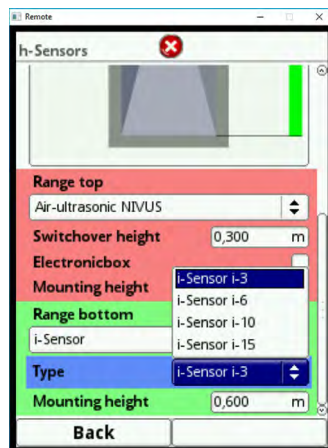 Remote
h-Sensors
Range top
Air-ultrasonic NIVUS
Switchover height 0,300 m
Electronicbox
Mounting height
i-Sensor i-3
i-Sensor i-6
i-Sensor i-10
i-Sensor i-15
Range bottom
i-Sensor
Type i-Sensor i-3
Mounting height 0,600 m
Back